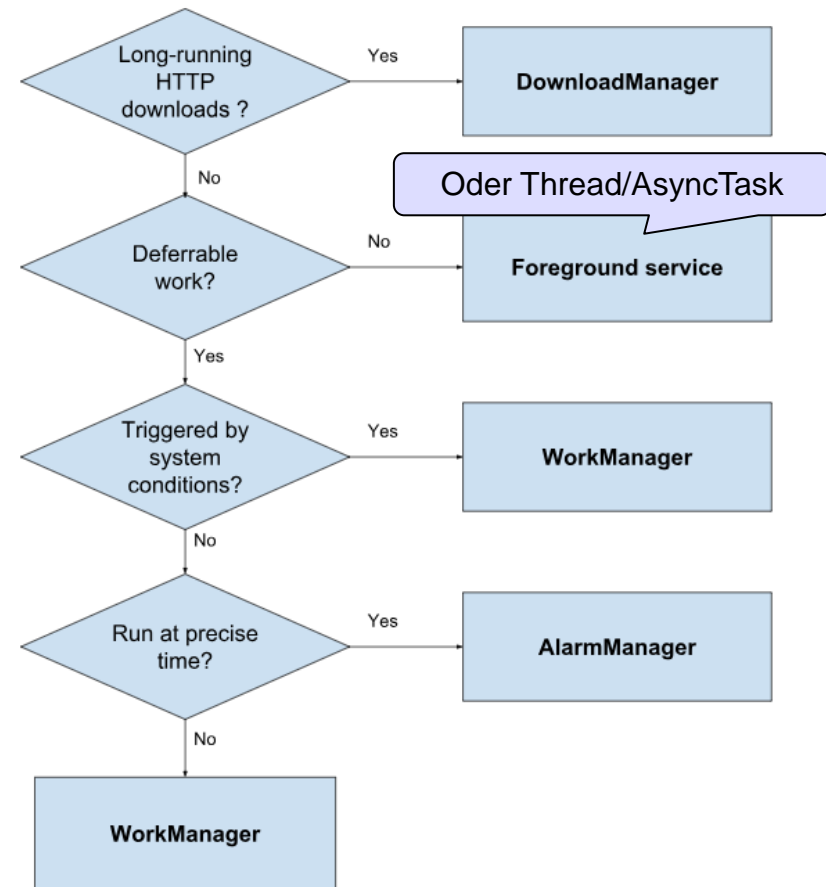 Long-running
HTTP
downloads ?
Yes
DownloadManager
No
Oder Thread/AsyncTask
Deferrable
work?
No
Foreground service
Yes
Triggered by
system
conditions?
Yes
WorkManager
No
Run at precise
time?
Yes
AlarmManager
No
WorkManager